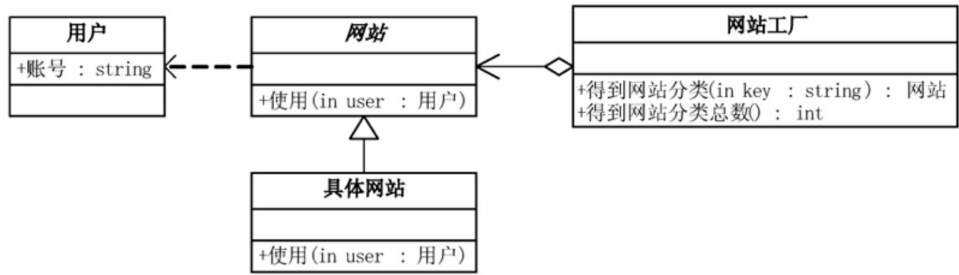 用户
+账号 : string
网站
+使用(in user : 用户)
网站工厂
+得到网站分类(in key : string) : 网站
+得到网站分类总数() : int
具体网站
+使用(in user : 用户)